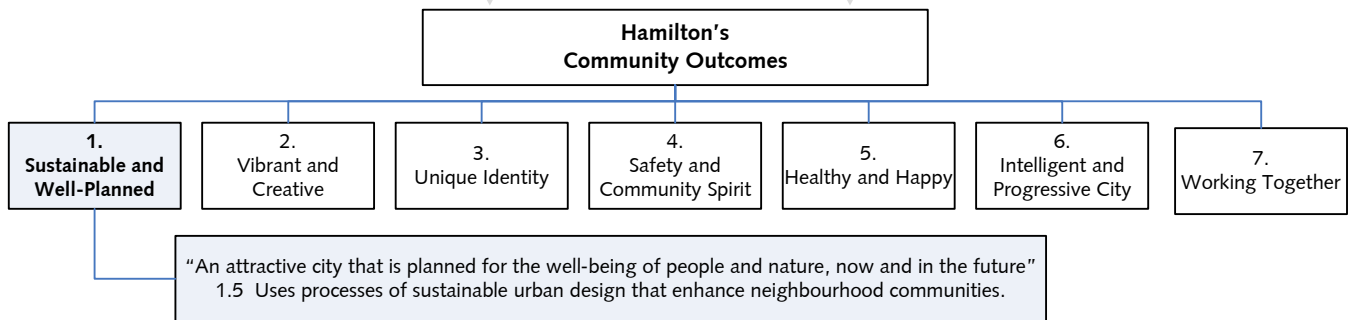 Hamilton's
Community Outcomes
1.
Sustainable and
Well-Planned
2.
Vibrant and
Creative
3.
Unique Identity
4.
Safety and
Community Spirit
5.
Healthy and Happy
6.
Intelligent and
Progressive City
7.
Working Together
“An attractive city that is planned for the well-being of people and nature, now and in the future”
1.5 Uses processes of sustainable urban design that enhance neighbourhood communities.